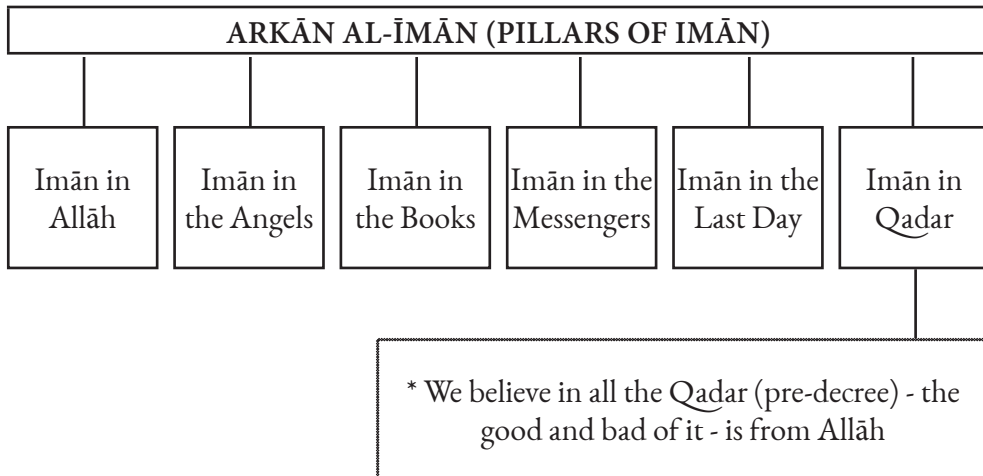 ARKĀN AL-ĪMĀN (PILLARS OF IMĀN)
Imān in
Allāh
Imān in
the Angels
Imān in
the Books
Imān in the
Messengers
Imān in the
Last Day
Imān in
Qadar
* We believe in all the Qadar (pre-decree) - the
good and bad of it - is from Allāh